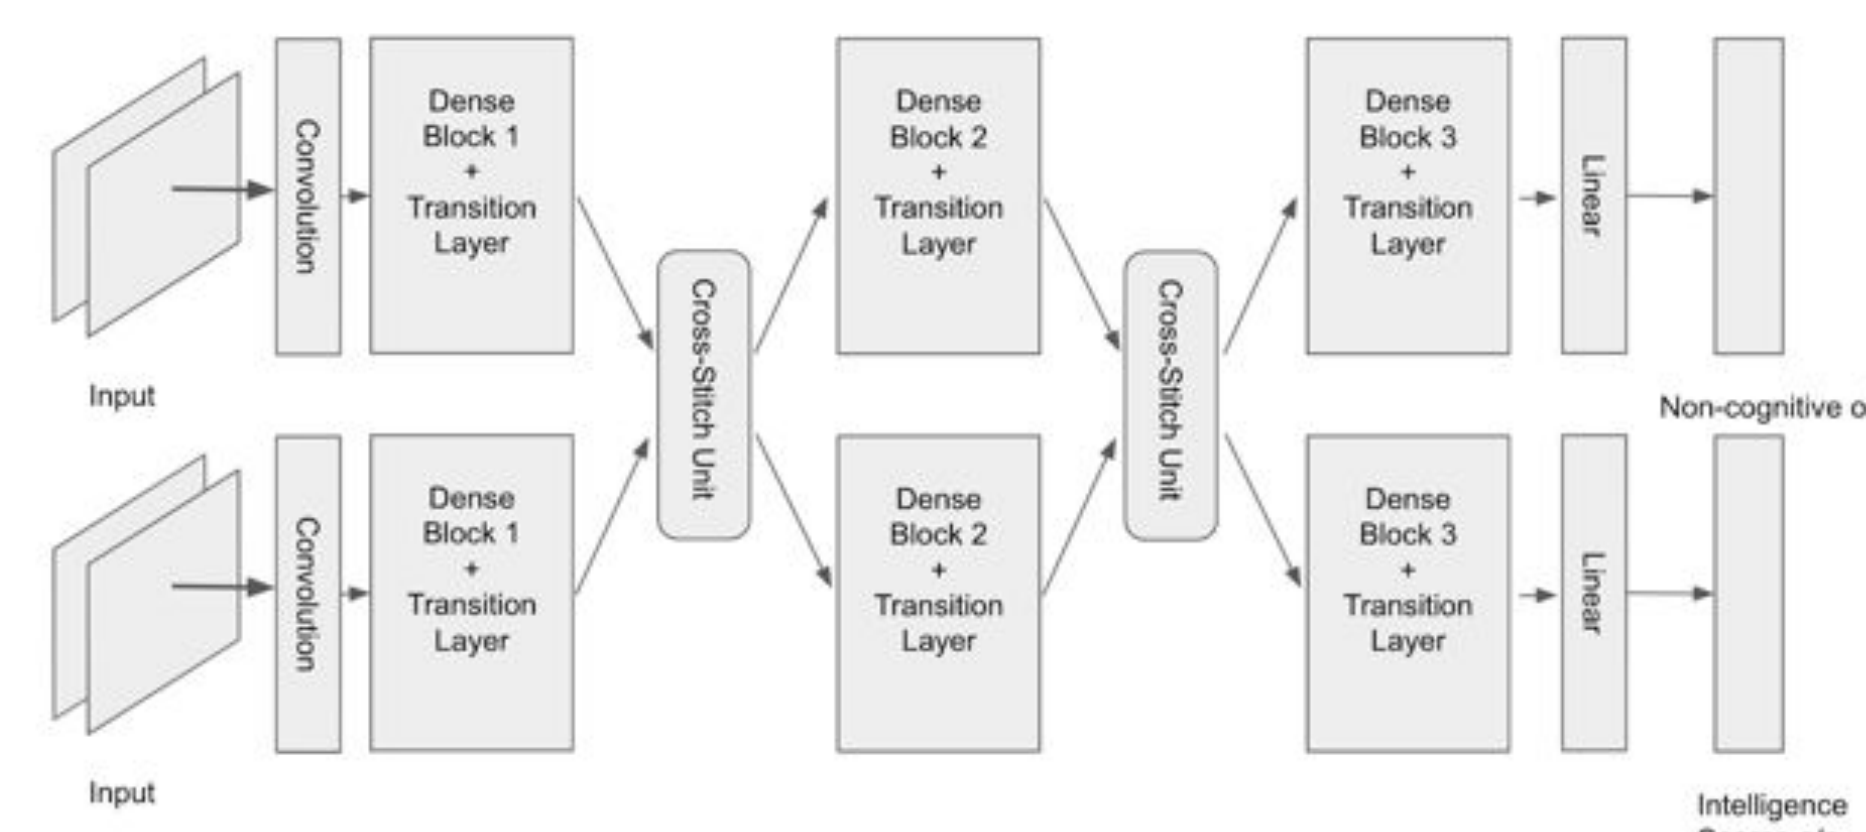 Convolution
Dense
Block 1
+
Transition
Layer
Cross-Stitch Unit
Dense
Block 2
+
Transition
Layer
Cross-Stitch Unit
Dense
Block 3
+
Transition
Layer
Linear
Input
Non-cognitive o
Convolution
Dense
Block 1
+
Transition
Layer
Dense
Block 2
+
Transition
Layer
Dense
Block 3
+
Transition
Layer
Linear
Input
Intelligence